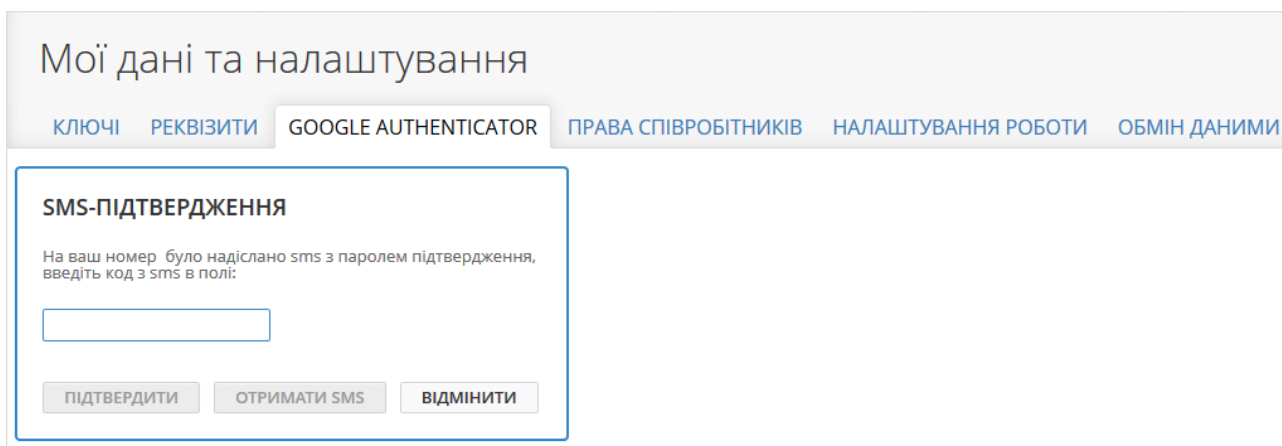 Мої дані та налаштування
КЛЮЧІ РЕКВІЗИТИ GOOGLE AUTHENTICATOR ПРАВА СПІВРОБІТНИКІВ НАЛАШТУВАННЯ РОБОТИ ОБМІН ДАНИМИ
SMS-ПІДТВЕРДЖЕННЯ
На ваш номер було надіслано sms з паролем підтвердження,
введіть код з sms в полі:
ПІДТВЕРДИТИ ОТРИМАТИ SMS ВІДМІНИТИ